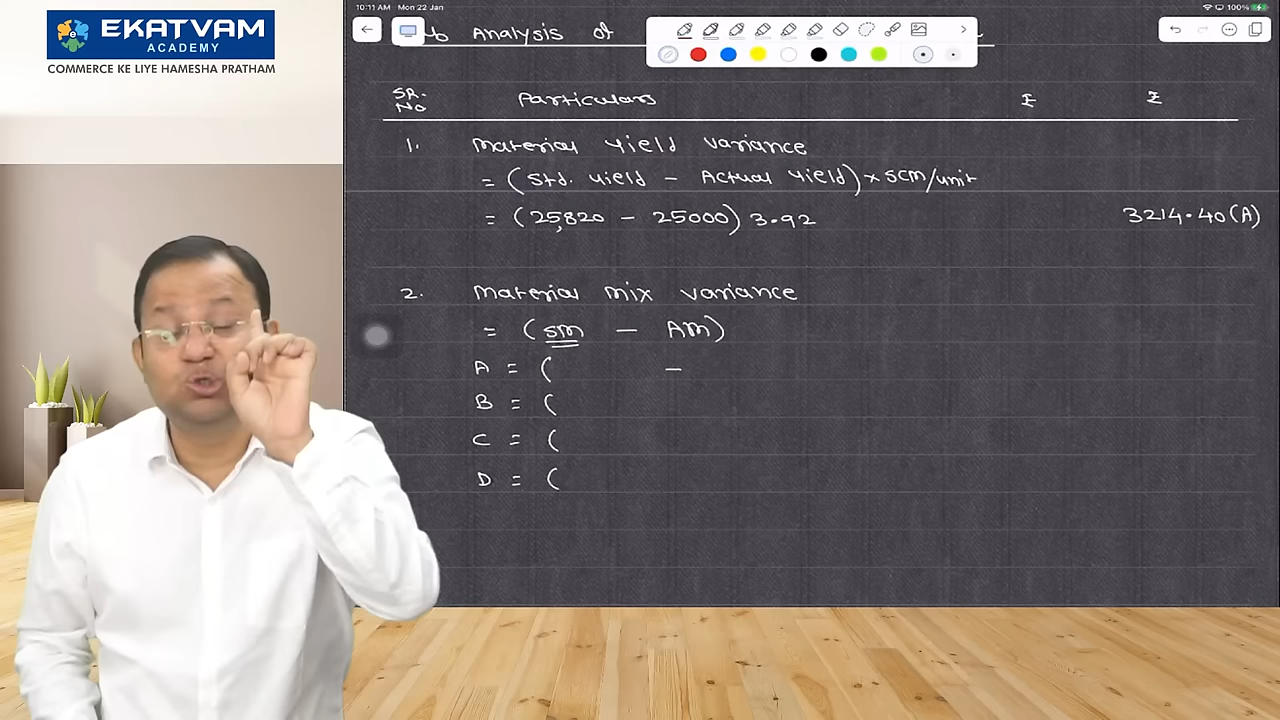 EKATVAM
ACADEMY
COMMERCE KE LIYE HAMESHA PRATHAM
10:11 AM Mon 22 Jan
100%
Analysis of
SR. No Particulars ₹ ₹
1. Material yield variance
= (Std. yield - Actual yield) × SCM/unit
= (25,820 - 25000) 3.92 3214.40 (A)
2. Material mix variance
= (SM - AM)
A = ( -
B = (
C = (
D = (